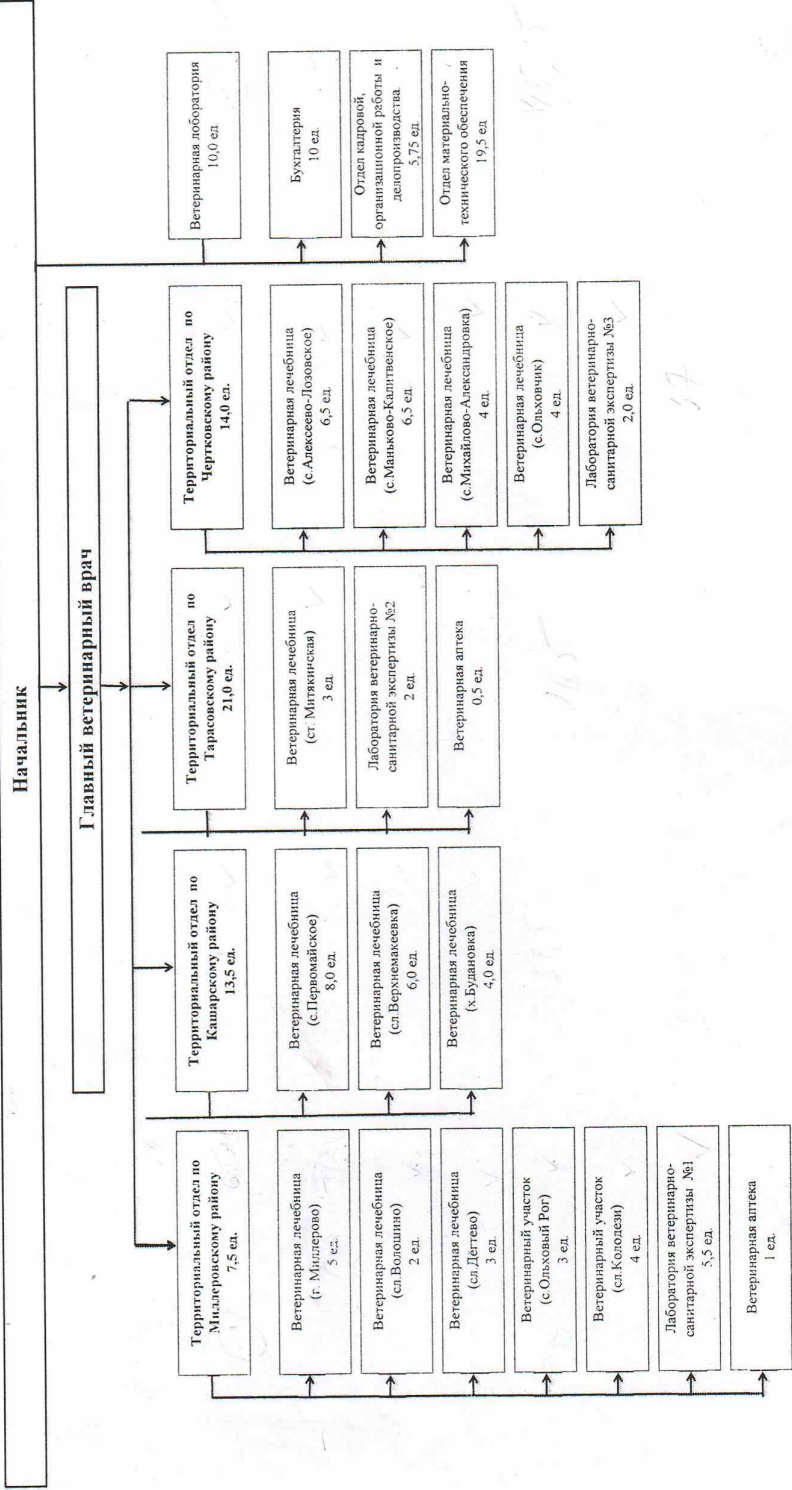 Начальник
Главный ветеринарный врач
Территориальный отдел по
Миллеровскому району
7,5 ед.
Ветеринарная лечебница
(г. Миллерово)
5 ед.
Ветеринарная лечебница
(сл.Волошино)
2 ед.
Ветеринарная лечебница
(сл.Дёгтево)
3 ед.
Ветеринарный участок
(с.Ольховый Рог)
3 ед.
Ветеринарный участок
(сл.Колодези)
4 ед.
Лаборатория ветеринарно-
санитарной экспертизы №1
5,5 ед.
Ветеринарная аптека
1 ед.
Территориальный отдел по
Кашарскому району
13,5 ед.
Ветеринарная лечебница
(с.Первомайское)
8,0 ед.
Ветеринарная лечебница
(сл.Верхнемакеевка)
6,0 ед.
Ветеринарная лечебница
(х.Будановка)
4,0 ед.
Территориальный отдел по
Тарасовскому району
21,0 ед.
Ветеринарная лечебница
(ст. Митякинская)
3 ед.
Лаборатория ветеринарно-
санитарной экспертизы №2
2 ед.
Ветеринарная аптека
0,5 ед.
Территориальный отдел по
Чертковскому району
14,0 ед.
Ветеринарная лечебница
(с.Алексеево-Лозовское)
6,5 ед.
Ветеринарная лечебница
(с.Маньково-Калитвенское)
6,5 ед.
Ветеринарная лечебница
(с.Михайлово-Александровка)
4 ед.
Ветеринарная лечебница
(с.Ольховчик)
4 ед.
Лаборатория ветеринарно-
санитарной экспертизы №3
2,0 ед.
Ветеринарная лоборатория
10,0 ед
Бухгалтерия
10 ед.
Отдел кадровой,
организационной работы и
делопроизводства.
5,75 ед.
Отдел материально-
технического обеспечения
19,5 ед
37